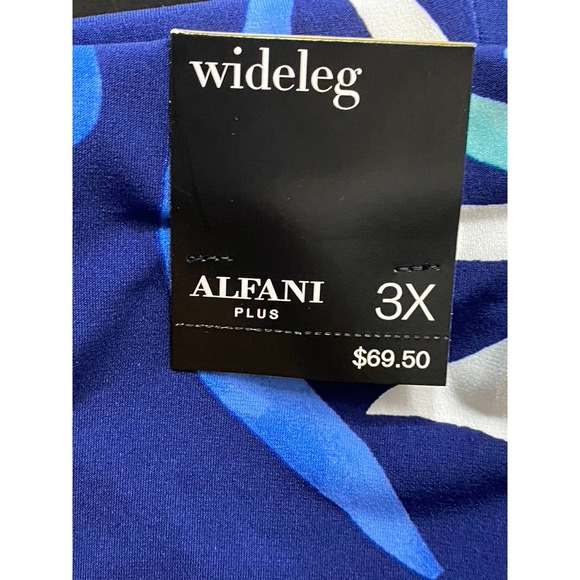 wideleg
ALFANI 3X
PLUS
$69.50